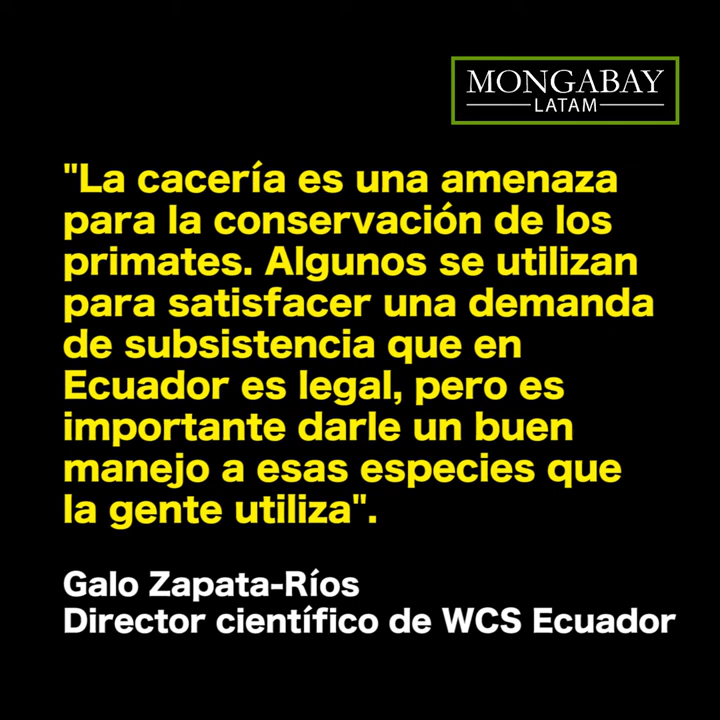 MONGABAY
LATAM
"La cacería es una amenaza
para la conservación de los
primates. Algunos se utilizan
para satisfacer una demanda
de subsistencia que en
Ecuador es legal, pero es
importante darle un buen
manejo a esas especies que
la gente utiliza".
Galo Zapata-Ríos
Director científico de WCS Ecuador